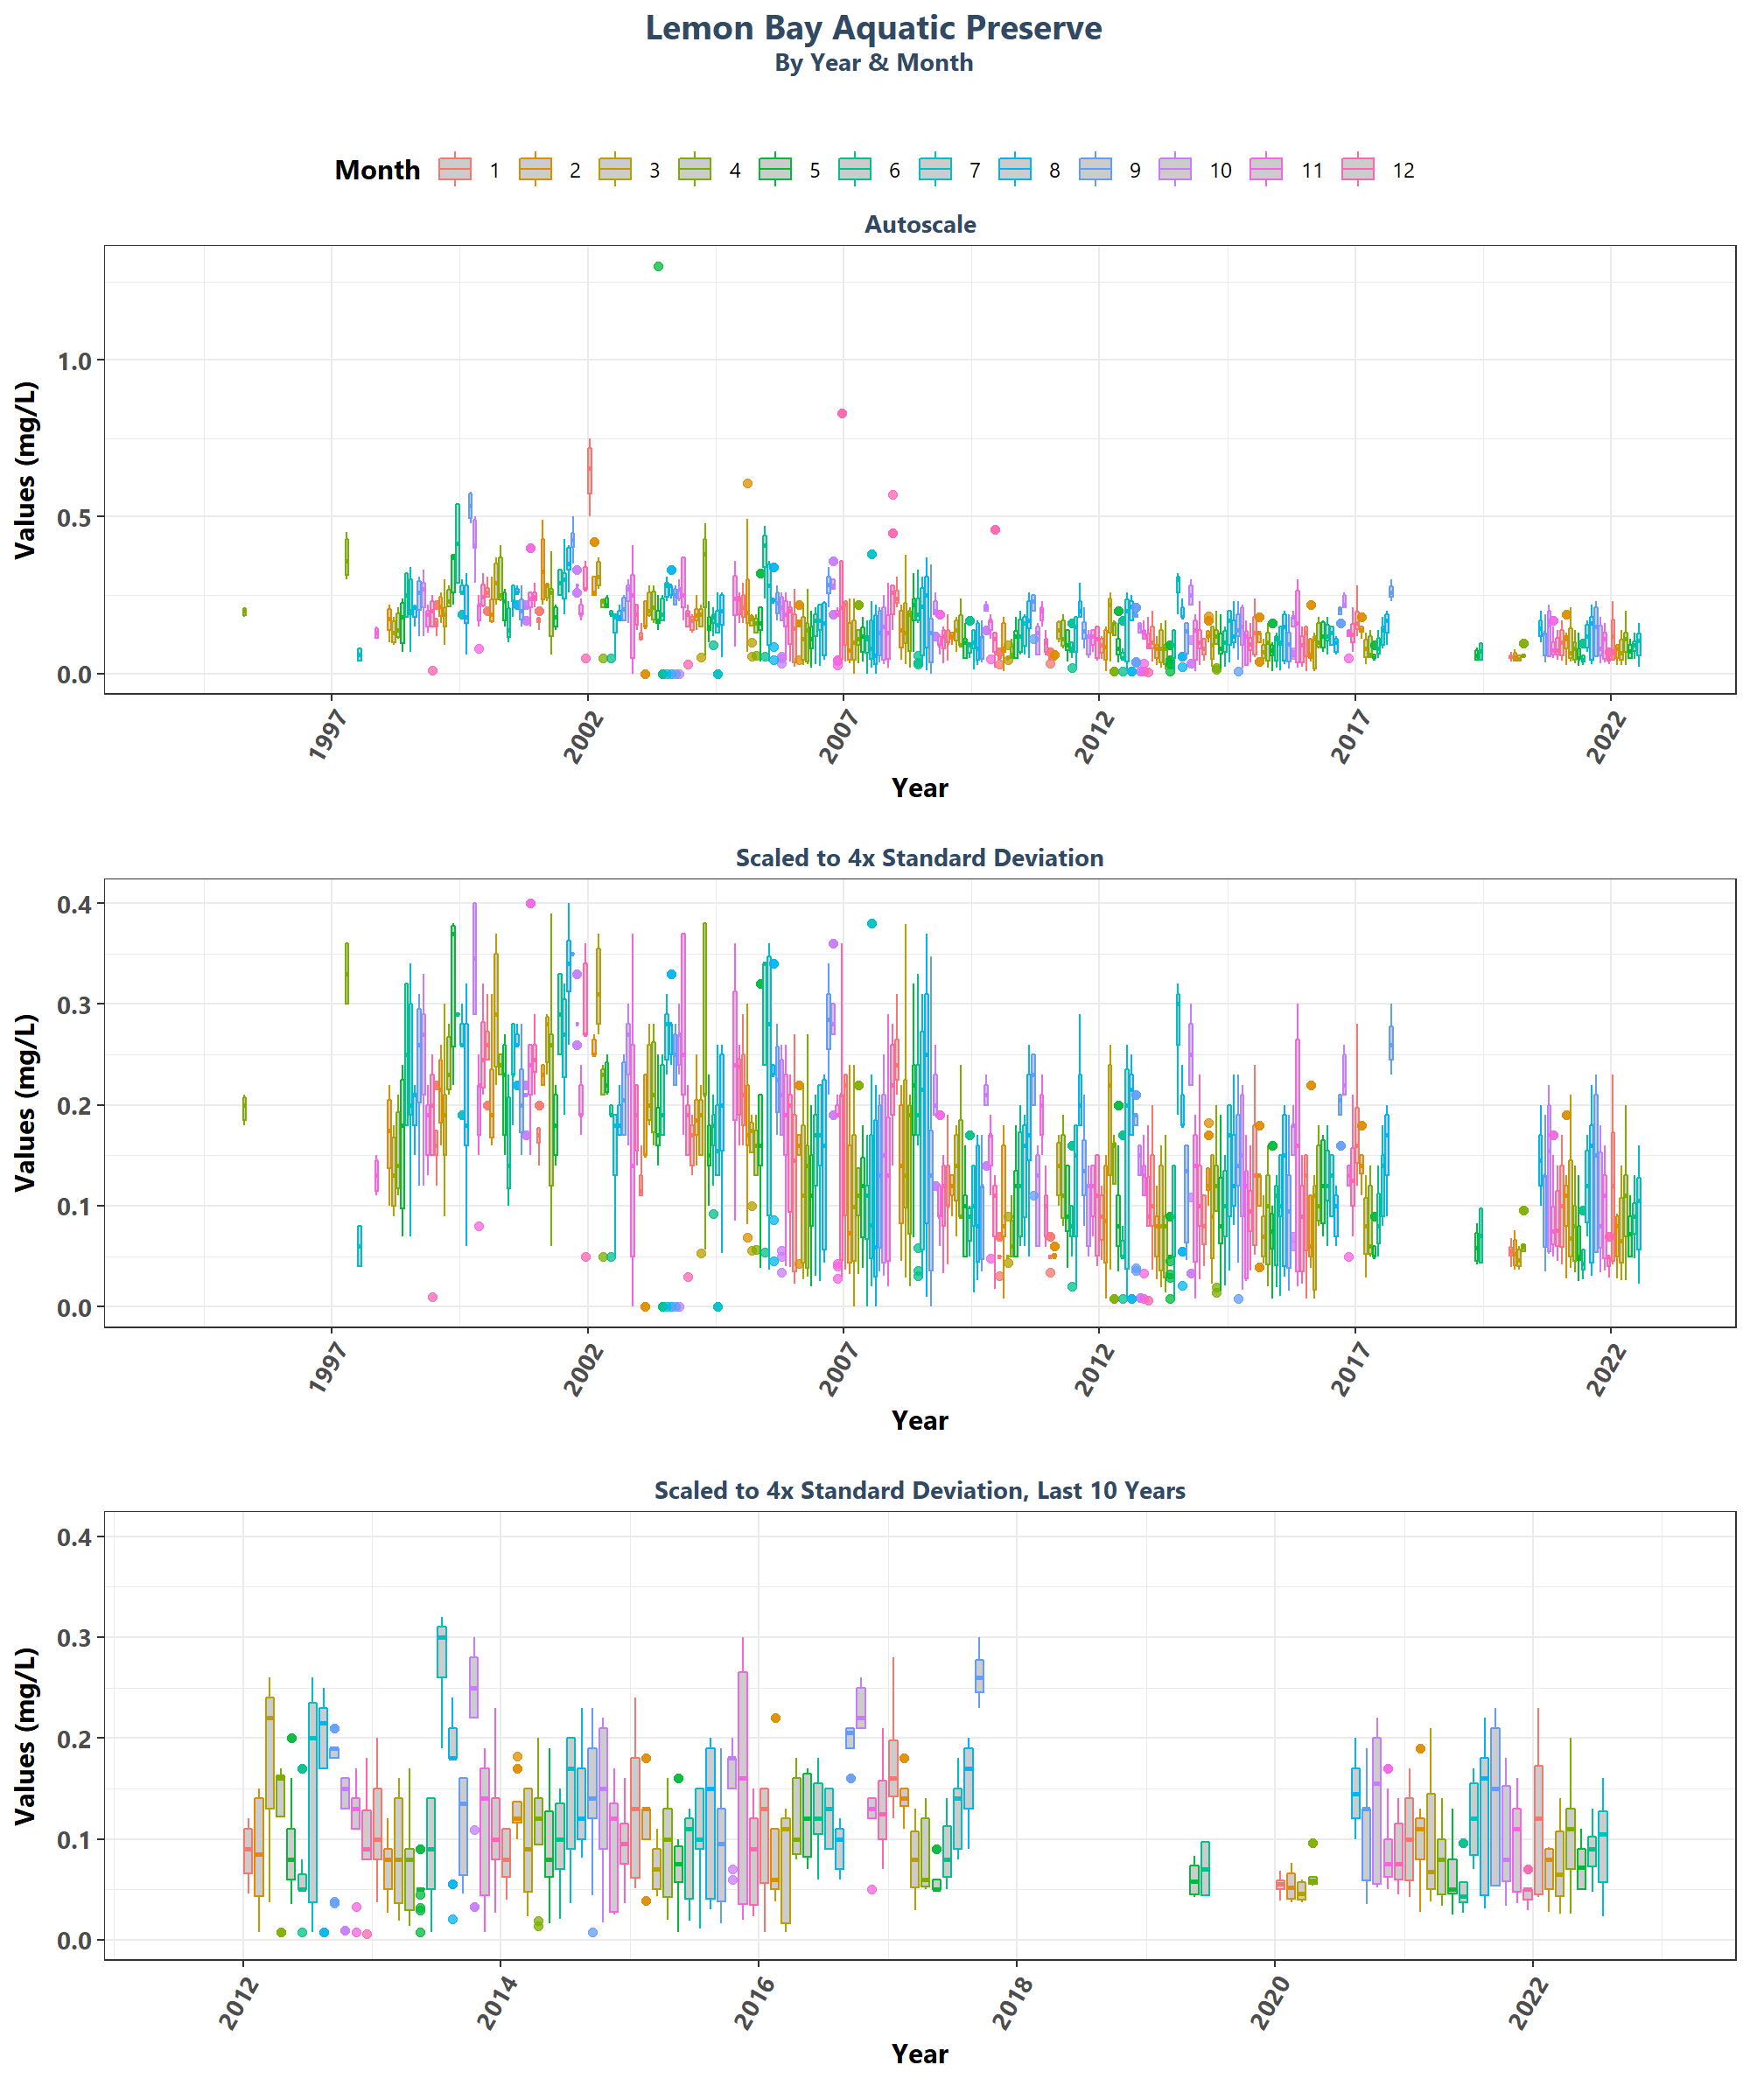 Lemon Bay Aquatic Preserve
By Year & Month
Month 1 2 3 4 5 6 7 8 9 10 11 12
Autoscale
Values (mg/L)
1.0
0.5
0.0
1997 2002 2007 2012 2017 2022
Year
Scaled to 4x Standard Deviation
Values (mg/L)
0.4
0.3
0.2
0.1
0.0
1997 2002 2007 2012 2017 2022
Year
Scaled to 4x Standard Deviation, Last 10 Years
Values (mg/L)
0.4
0.3
0.2
0.1
0.0
2012 2014 2016 2018 2020 2022
Year